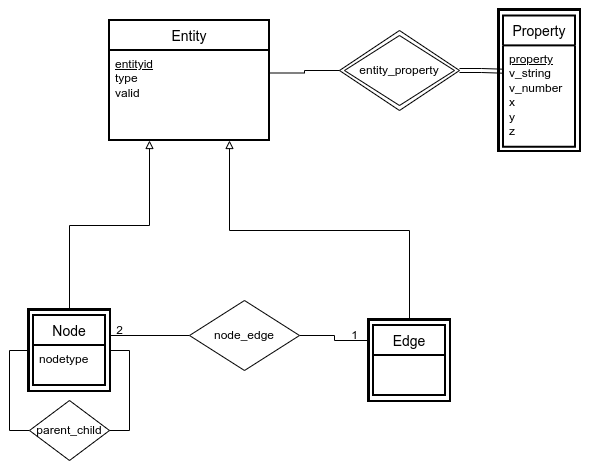 Entity
entityid
type
valid
entity_property
Property
property
v_string
v_number
x
y
z
Node
nodetype
2
node_edge
1
Edge
parent_child